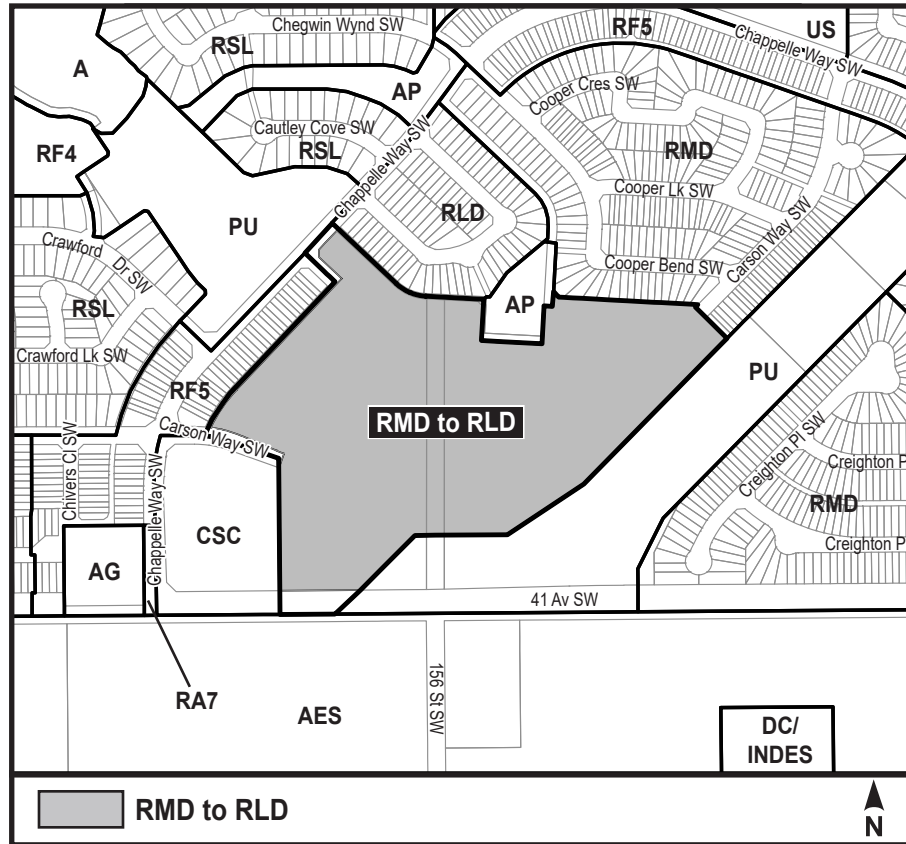 Chegwin Wynd SW
RF5
US
Chappelle Way SW
RSL
A
AP
Cooper Cres SW
Cautley Cove SW
RSL
RMD
RF4
Chappelle Way SW
Cooper Lk SW
RLD
PU
Carson Way SW
Crawford Dr SW
Cooper Bend SW
RSL
AP
Crawford Lk SW
PU
RF5
RMD to RLD
Carson Way SW
Creighton Pl SW
Chivers Cl SW
Chappelle Way SW
Creighton P
RMD
CSC
Creighton P
AG
41 Av SW
RA7
156 St SW
AES
DC/
INDES
RMD to RLD
N